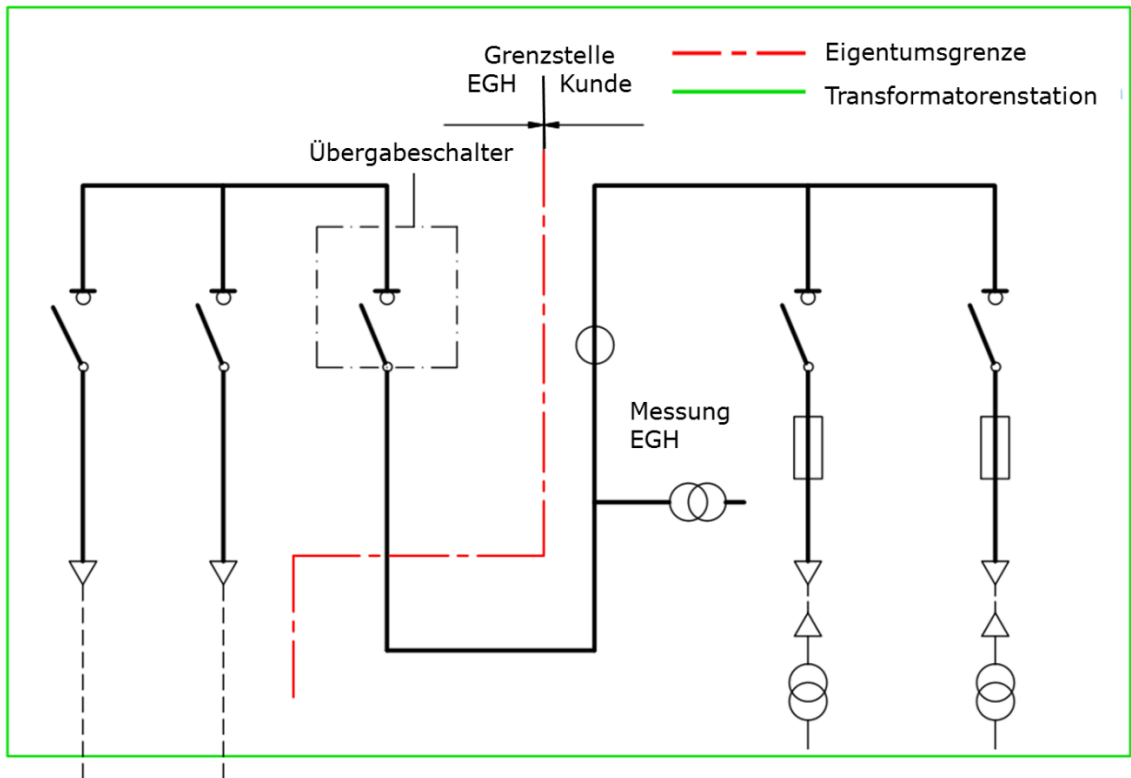 Grenzstelle
EGH Kunde
Eigentumsgrenze
Transformatorenstation
Übergabeschalter
Messung
EGH